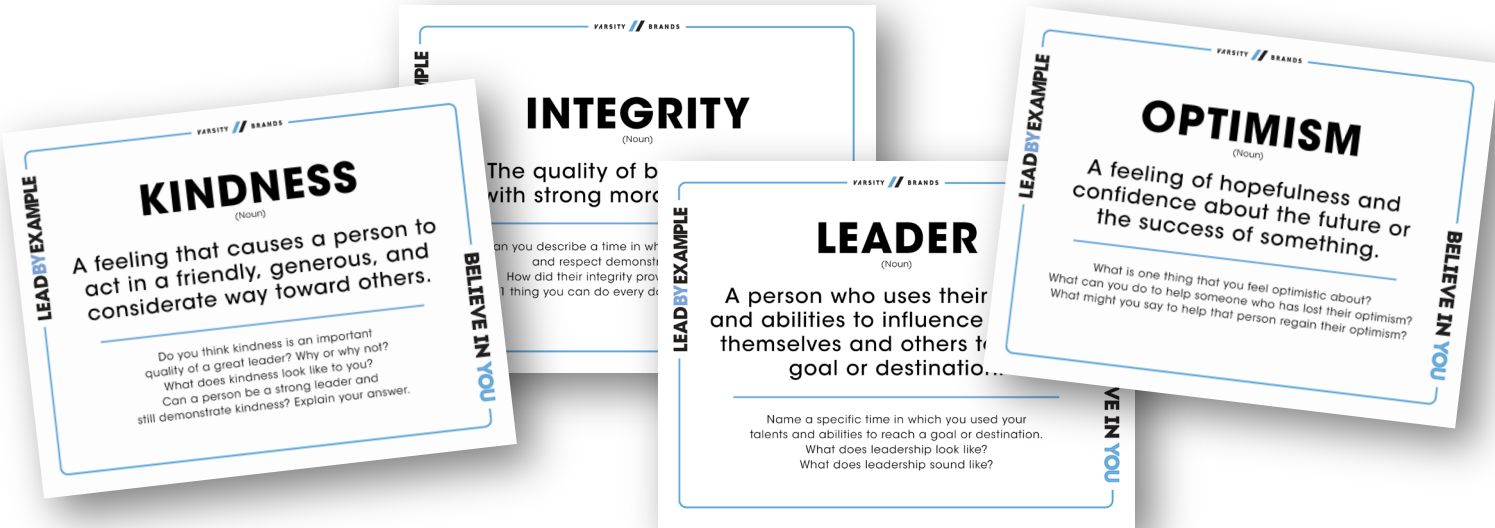 VARSITY BRANDS
KINDNESS
(Noun)
A feeling that causes a person to
act in a friendly, generous, and
considerate way toward others.
Do you think kindness is an important
quality of a great leader? Why or why not?
What does kindness look like to you?
Can a person be a strong leader and
still demonstrate kindness? Explain your answer.
LEADBYEXAMPLE
BELIEVE IN YOU
VARSITY BRANDS
INTEGRITY
(Noun)
The quality of
with strong
you describe a time in
and respect
How did their integrity
1 thing you can do every
VARSITY BRANDS
LEADER
(Noun)
A person who uses their
and abilities to influence
themselves and others
goal or destination.
Name a specific time in which you used your
talents and abilities to reach a goal or destination.
What does leadership look like?
What does leadership sound like?
LEADBYEXAMPLE
IN YOU
VARSITY BRANDS
OPTIMISM
(Noun)
A feeling of hopefulness and
confidence about the future or
the success of something.
What is one thing that you feel optimistic about?
What can you do to help someone who has lost their optimism?
What might you say to help that person regain their optimism?
LEADBYEXAMPLE
BELIEVE IN YOU